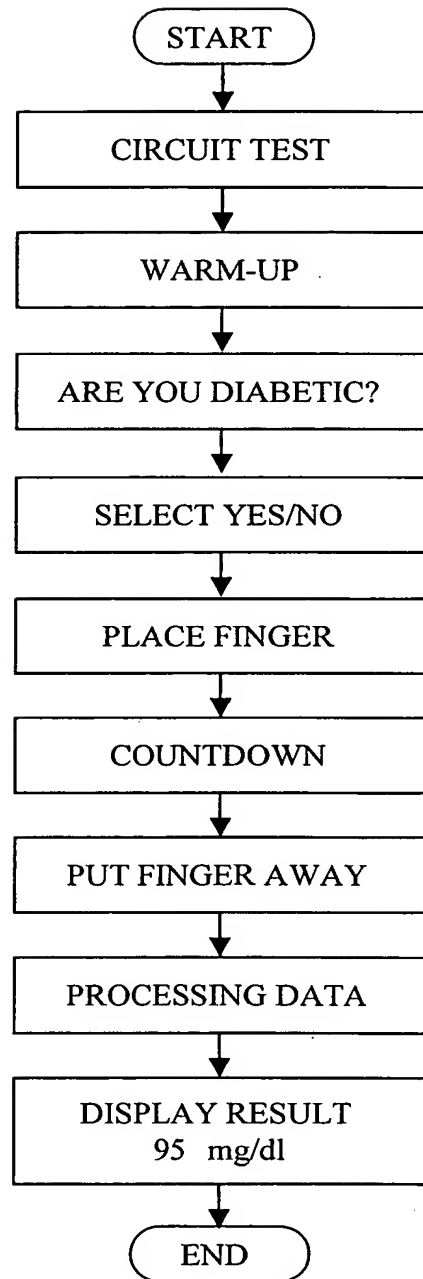 START
CIRCUIT TEST
WARM-UP
ARE YOU DIABETIC?
SELECT YES/NO
PLACE FINGER
COUNTDOWN
PUT FINGER AWAY
PROCESSING DATA
DISPLAY RESULT
95 mg/dl
END